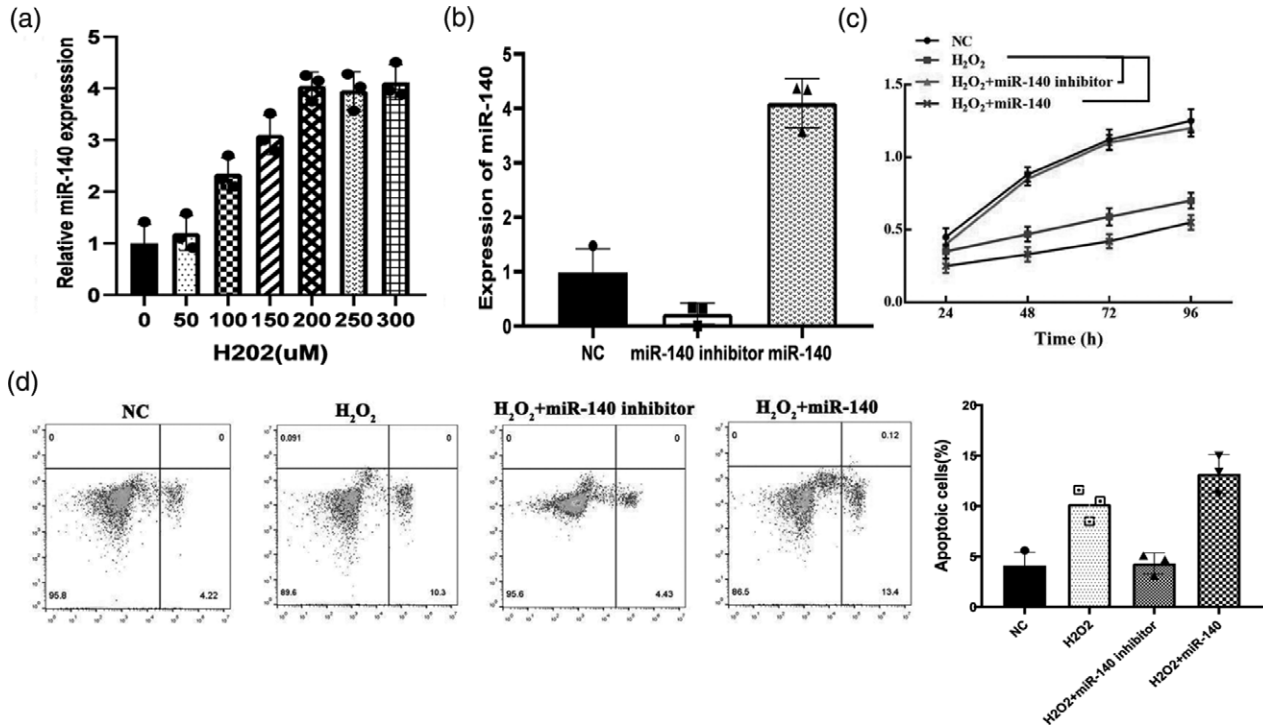 (a)
Relative miR-140 expresssion
5
4
3
2
1
0
0 50 100 150 200 250 300
H202(uM)
(b)
Expression of miR-140
5
4
3
2
1
0
NC miR-140 inhibitor miR-140
(c)
NC
H₂O₂
H₂O₂+miR-140 inhibitor
H₂O₂+miR-140
1.5
1.0
0.5
0.0
24 48 72 96
Time (h)
(d)
NC
0 0
95.8 4.22
H₂O₂
0.091 0
89.6 10.3
H₂O₂+miR-140 inhibitor
0 0
95.6 4.43
H₂O₂+miR-140
0 0.12
86.5 13.4
Apoptoic cells(%)
20
15
10
5
0
NC
H2O2
H2O2+miR-140 inhibitor
H2O2+miR-140